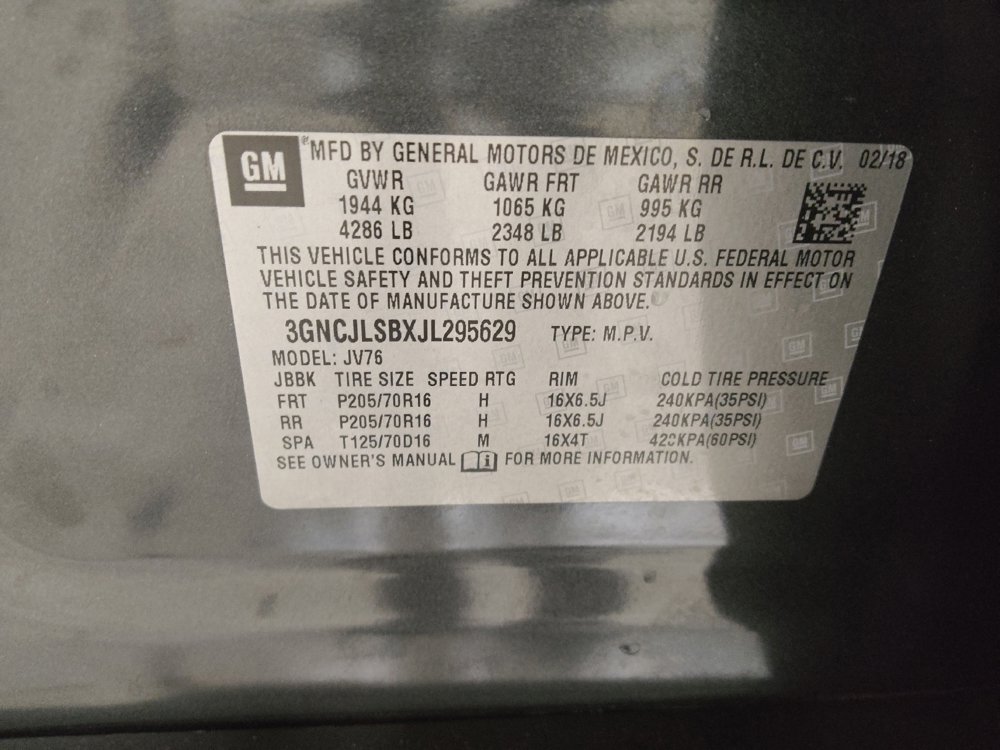 GM
MFD BY GENERAL MOTORS DE MEXICO, S. DE R.L. DE C.V. 02/18
GVWR GAWR FRT GAWR RR
1944 KG 1065 KG 995 KG
4286 LB 2348 LB 2194 LB
THIS VEHICLE CONFORMS TO ALL APPLICABLE U.S. FEDERAL MOTOR
VEHICLE SAFETY AND THEFT PREVENTION STANDARDS IN EFFECT ON
THE DATE OF MANUFACTURE SHOWN ABOVE.
3GNCJLSBXJL295629 TYPE: M.P.V.
MODEL: JV76
JBBK TIRE SIZE SPEED RTG RIM COLD TIRE PRESSURE
FRT P205/70R16 H 16X6.5J 240KPA(35PSI)
RR P205/70R16 H 16X6.5J 240KPA(35PSI)
SPA T125/70D16 M 16X4T 420KPA(60PSI)
SEE OWNER'S MANUAL FOR MORE INFORMATION.